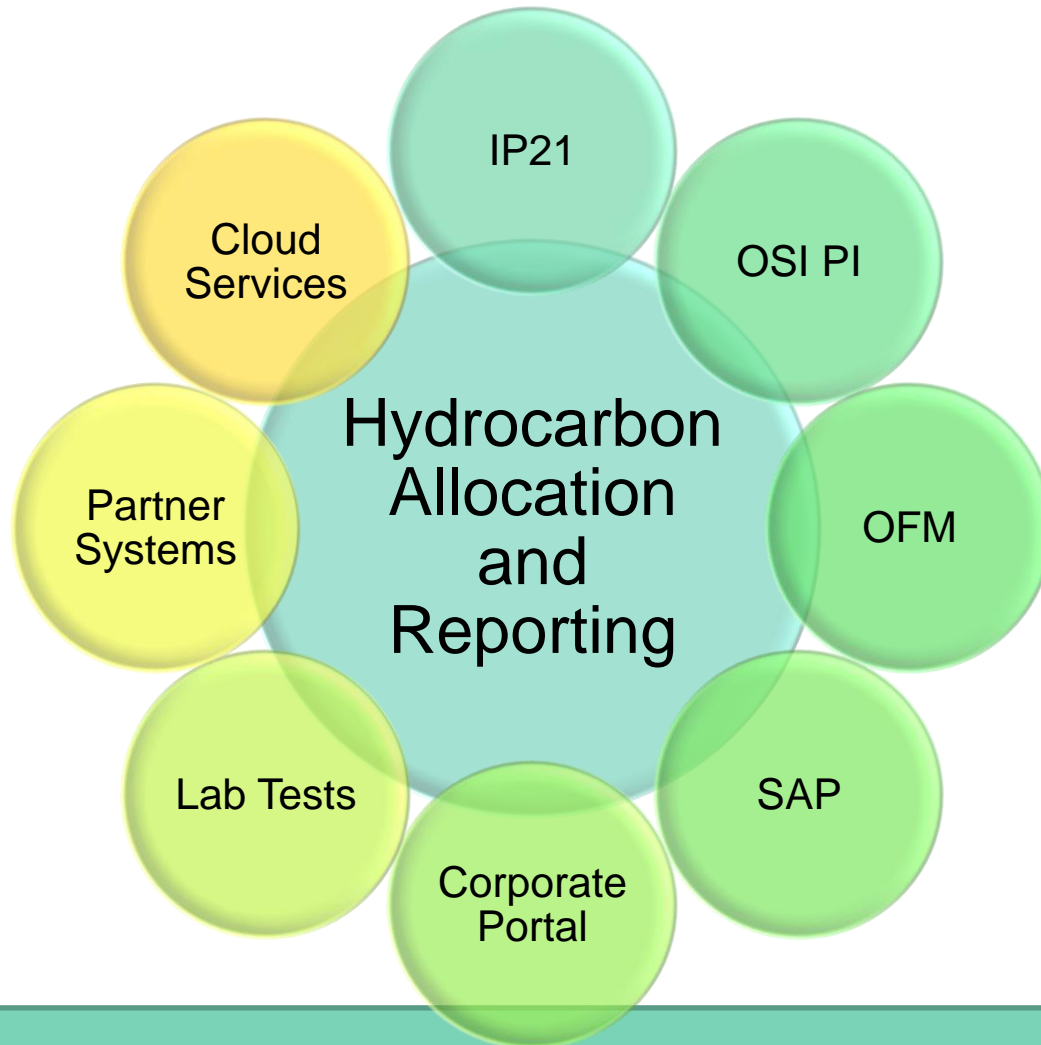 IP21
OSI PI
OFM
SAP
Corporate
Portal
Lab Tests
Partner
Systems
Cloud
Services
Hydrocarbon
Allocation
and
Reporting